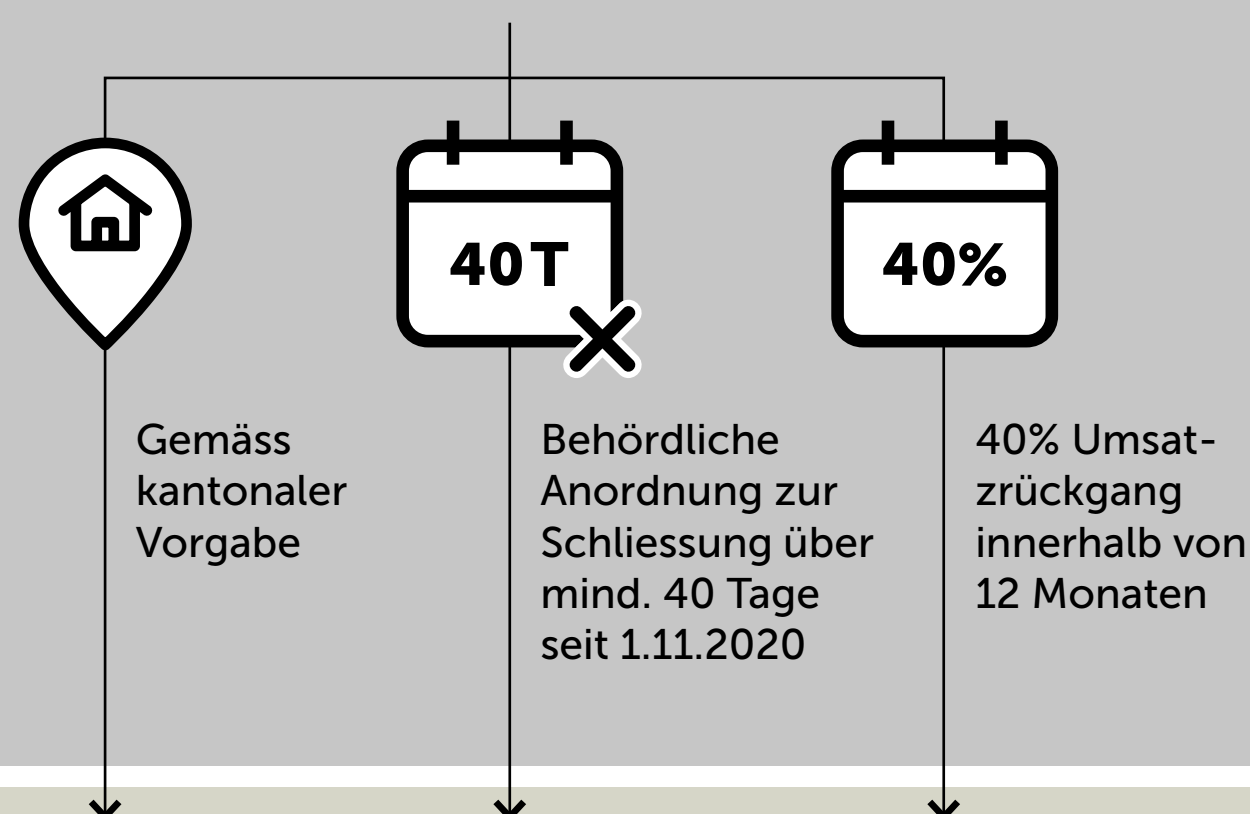 40T
40%
Gemäss
kantonaler
Vorgabe
Behördliche
Anordnung zur
Schliessung über
mind. 40 Tage
seit 1.11.2020
40% Umsat-
zrückgang
innerhalb von
12 Monaten